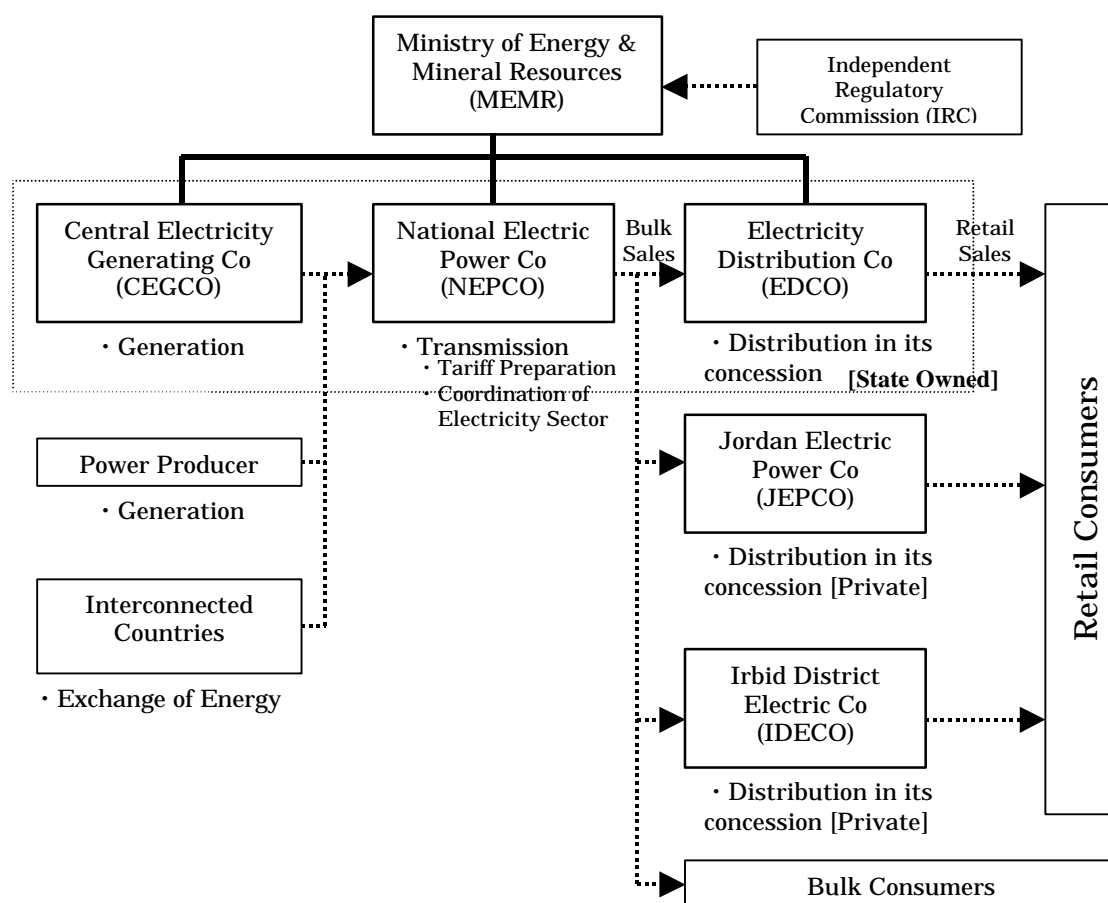 Ministry of Energy &
Mineral Resources
(MEMR)
Independent
Regulatory
Commission (IRC)
Central Electricity
Generating Co
(CEGCO)
・Generation
National Electric
Power Co
(NEPCO)
・Transmission
・Tariff Preparation
・Coordination of
Electricity Sector
Bulk
Sales
Electricity
Distribution Co
(EDCO)
・Distribution in its
concession
[State Owned]
Retail
Sales
Power Producer
・Generation
Interconnected
Countries
・Exchange of Energy
Jordan Electric
Power Co
(JEPCO)
・Distribution in its
concession [Private]
Irbid District
Electric Co
(IDECO)
・Distribution in its
concession [Private]
Bulk Consumers
Retail Consumers